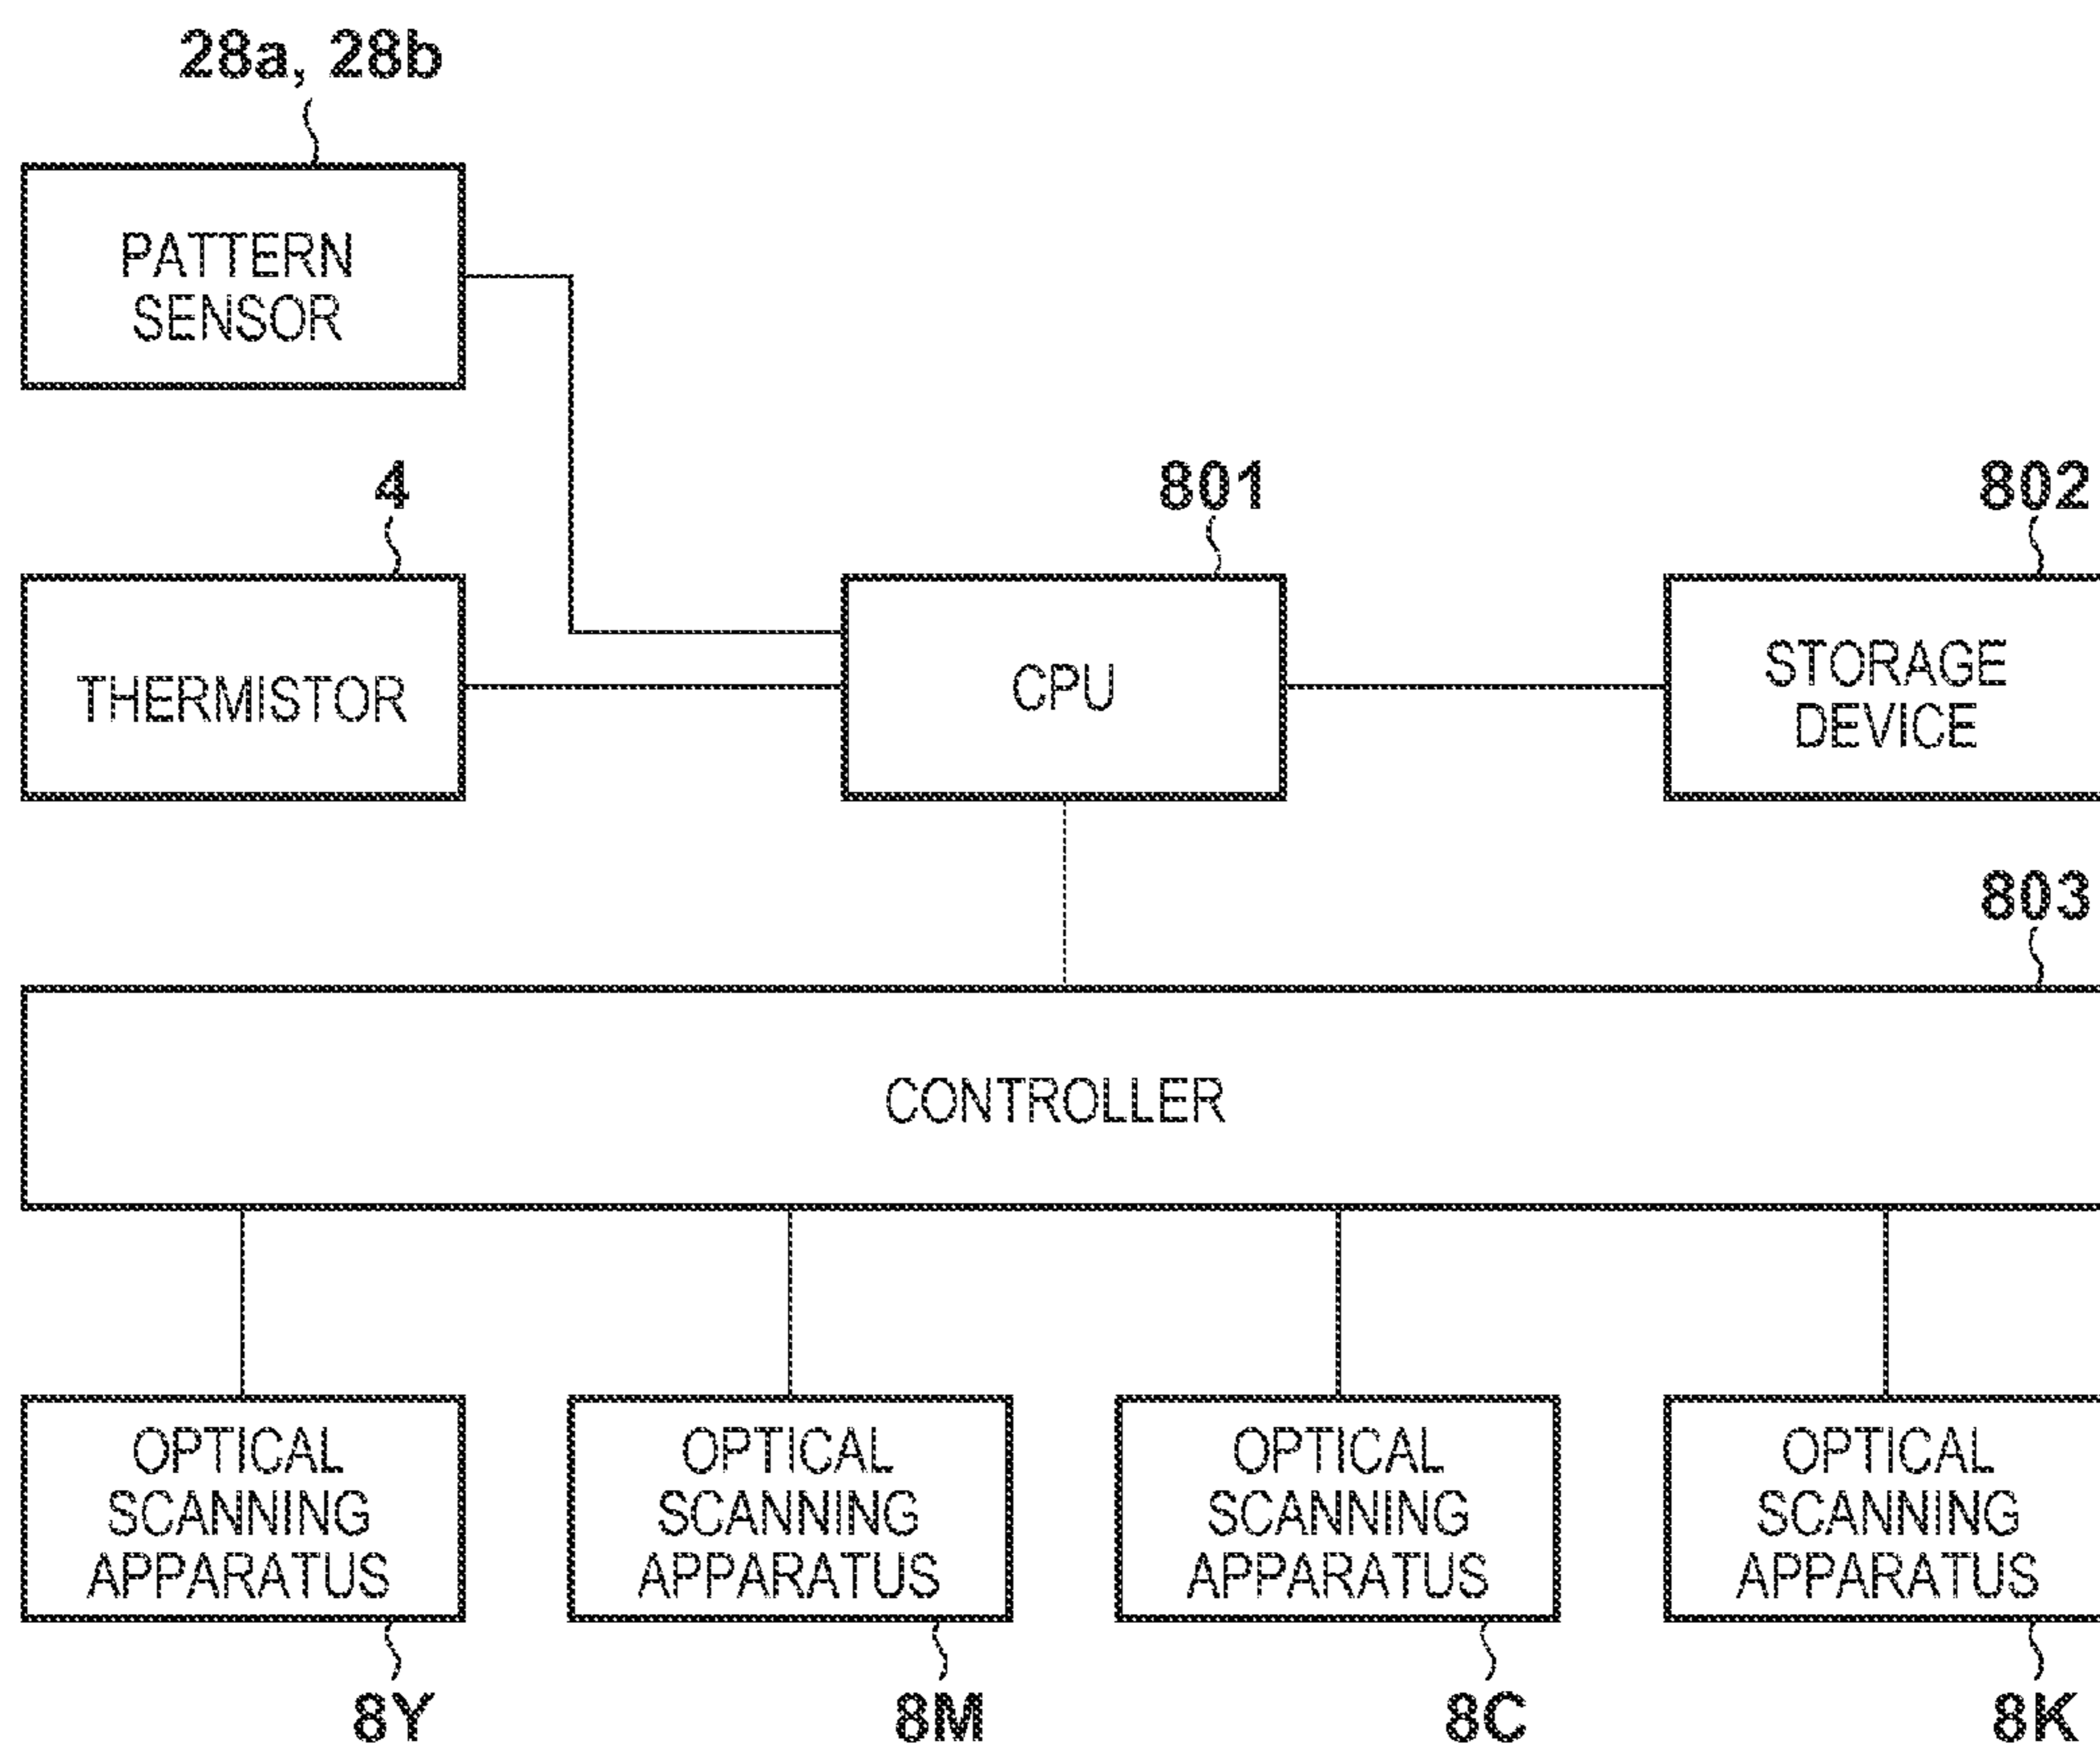 28a, 28b
PATTERN
SENSOR
4
801
802
THERMISTOR
CPU
STORAGE
DEVICE
803
CONTROLLER
OPTICAL
SCANNING
APPARATUS
OPTICAL
SCANNING
APPARATUS
OPTICAL
SCANNING
APPARATUS
OPTICAL
SCANNING
APPARATUS
8Y
8M
8C
8K